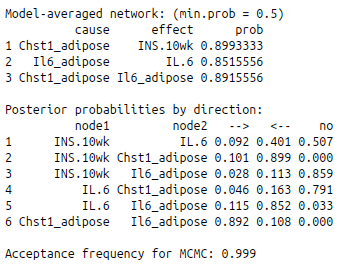 Model-averaged network: (min.prob = 0.5)
cause effect prob
1 Chst1_adipose INS.10wk 0.8993333
2 Il6_adipose IL.6 0.8515556
3 Chst1_adipose Il6_adipose 0.8915556
Posterior probabilities by direction:
node1 node2 --> <-- no
1 INS.10wk IL.6 0.092 0.401 0.507
2 INS.10wk Chst1_adipose 0.101 0.899 0.000
3 INS.10wk Il6_adipose 0.028 0.113 0.859
4 IL.6 Chst1_adipose 0.046 0.163 0.791
5 IL.6 Il6_adipose 0.115 0.852 0.033
6 Chst1_adipose Il6_adipose 0.892 0.108 0.000
Acceptance frequency for MCMC: 0.999